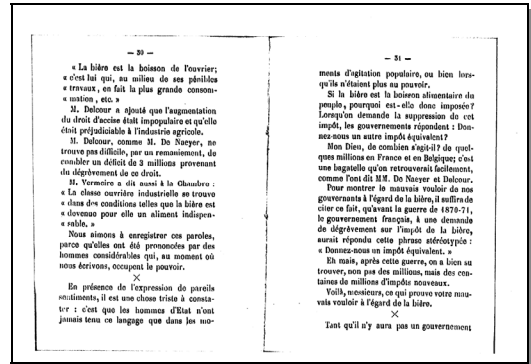 — 30 —
« La bière est la boisson de l'ouvrier;
« c'est lui qui, au milieu de ses pénibles
« travaux, en fait la plus grande consom-
« mation, etc. »
M. Delcour a ajouté que l'augmentation
du droit d'accise était impopulaire et qu'elle
était préjudiciable à l'industrie agricole.
M. Delcour, comme M. De Naeyer, ne
trouve pas difficile, par un remaniement, de
combler un déficit de 3 millions provenant
du dégrèvement de ce droit.
M. Vermeire a dit aussi à la Chambre :
« La classe ouvrière industrielle se trouve
« dans des conditions telles que la bière est
« devenue pour elle un aliment indispen-
« sable. »
Nous aimons à enregistrer ces paroles,
parce qu'elles ont été prononcées par des
hommes considérables qui, au moment où
nous écrivons, occupent le pouvoir.
×
En présence de l'expression de pareils
sentiments, il est une chose triste à consta-
ter : c'est que les hommes d'Etat n'ont
jamais tenu ce langage que dans les mo-
— 31 —
ments d'agitation populaire, ou bien lors-
qu'ils n'étaient plus au pouvoir.
Si la bière est la boisson alimentaire du
peuple, pourquoi est-elle donc imposée?
Lorsqu'on demande la suppression de cet
impôt, les gouvernements répondent : Don-
nez-nous un autre impôt équivalent?
Mon Dieu, de combien s'agit-il? de quel-
ques millions en France et en Belgique; c'est
une bagatelle qu'on retrouverait facilement,
comme l'ont dit MM. De Naeyer et Delcour.
Pour montrer le mauvais vouloir de nos
gouvernants à l'égard de la bière, il suffira de
citer ce fait, qu'avant la guerre de 1870-71,
le gouvernement français, à une demande
de dégrèvement sur l'impôt de la bière,
aurait répondu cette phrase stéréotypée :
« Donnez-nous un impôt équivalent. »
Eh mais, après cette guerre, on a bien su
trouver, non pas des millions, mais des cen-
taines de millions d'impôts nouveaux.
Voilà, messieurs, ce qui prouve votre mau-
vais vouloir à l'égard de la bière.
×
Tant qu'il n'y aura pas un gouvernement